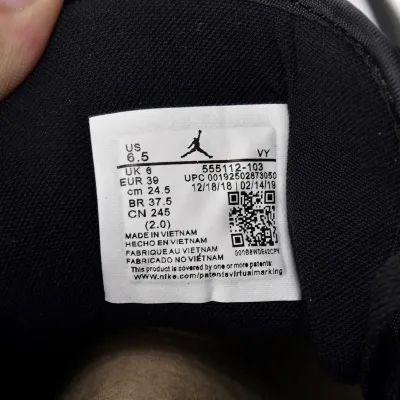 US
6.5
VY
UK 6
555112-103
EUR 39
UPC 00192502873050
cm 24.5
12/18/18 02/14/19
BR 37.5
CN 245
(2.0)
MADE IN VIETNAM
HECHO EN VIETNAM
FABRIQUE AU VIETNAM
FABRICADO NO VIETNAM
This product is covered by one or more patents:
www.nike.com/patentsvirtualmarking